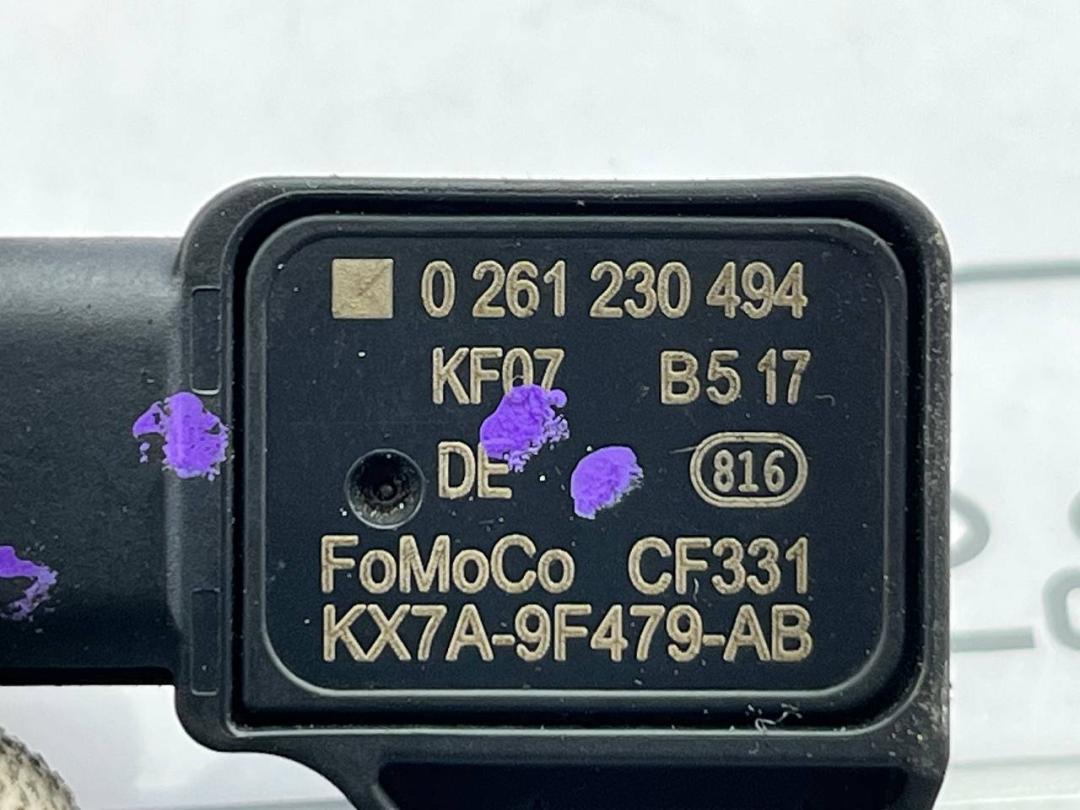 0 261 230 494
KF07 B5 17
DE 816
FoMoCo CF331
KX7A-9F479-AB